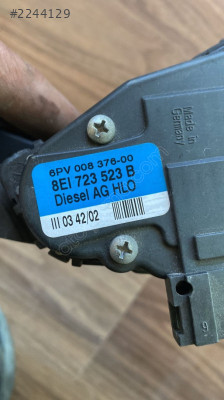 #2244129
Made in
Germany
6PV 008 376-00
8E1 723 523 B
Diesel AG HLO
III 03 42/02